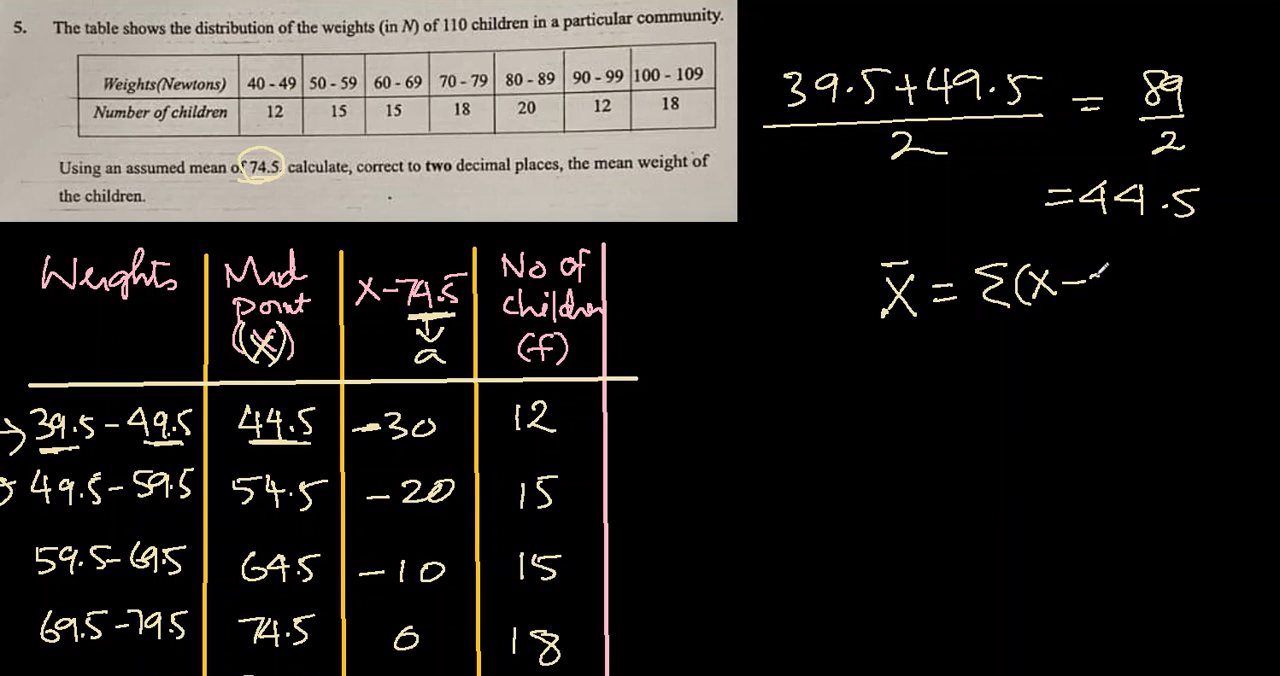 5. The table shows the distribution of the weights (in N) of 110 children in a particular community.
Weights(Newtons) 40 - 49 50 - 59 60 - 69 70 - 79 80 - 89 90 - 99 100 - 109
Number of children 12 15 15 18 20 12 18
Using an assumed mean of 74.5 calculate, correct to two decimal places, the mean weight of
the children.
39.5+49.5 = 89
2 2
=44.5
X̄ = Σ(x-
Weights Mid point (x) x-74.5 No of children (f)
a
→ 39.5-49.5 44.5 -30 12
49.5-59.5 54.5 -20 15
59.5-69.5 64.5 -10 15
69.5-79.5 74.5 0 18